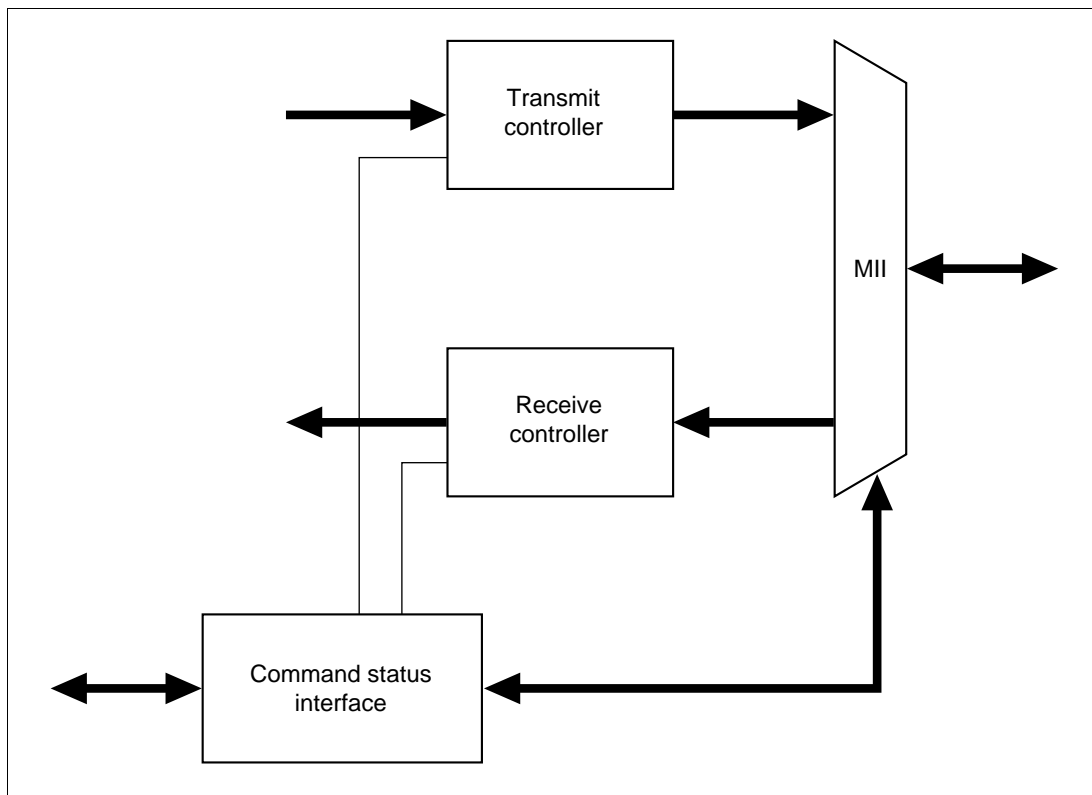 Transmit
controller
MII
Receive
controller
Command status
interface